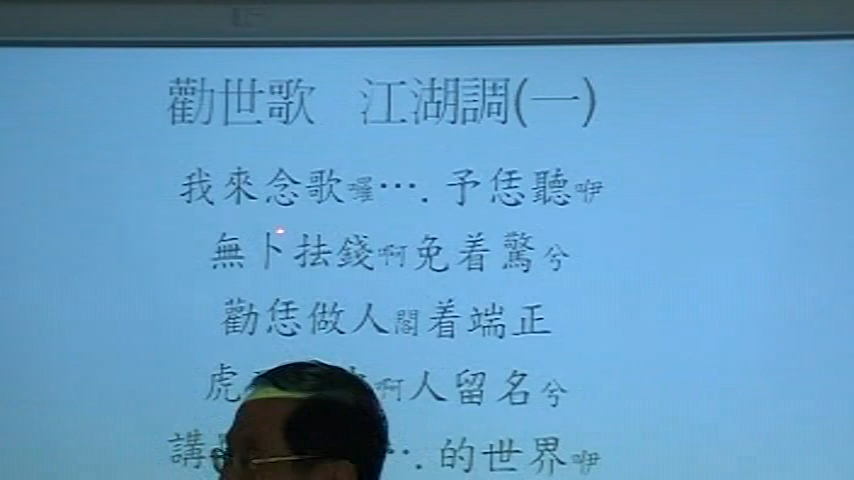 勸世歌 江湖調(一)
我來念歌囉….予恁聽咿
無卜抾錢啊免着驚兮
勸恁做人閣着端正
虎 啊人留名兮
講 ….的世界咿